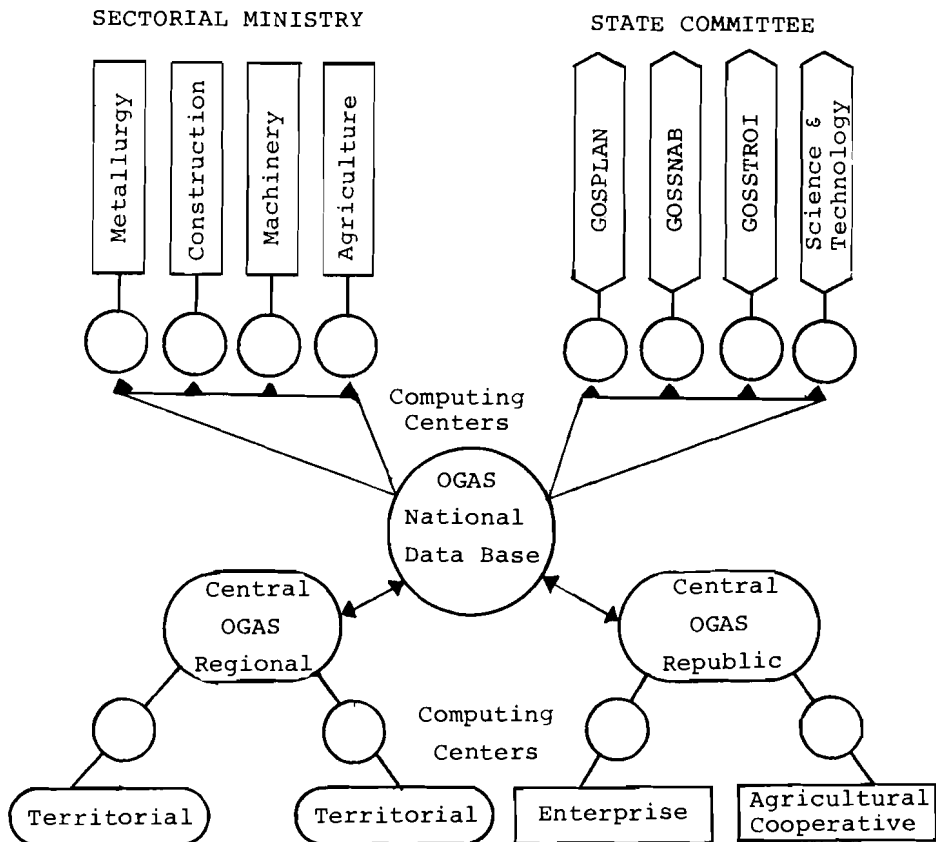 SECTORIAL MINISTRY
STATE COMMITTEE
Metallurgy
Construction
Machinery
Agriculture
GOSPLAN
GOSSNAB
GOSSTROI
Science &
Technology
Computing
Centers
OGAS
National
Data Base
Central
OGAS
Regional
Central
OGAS
Republic
Computing
Centers
Territorial
Territorial
Enterprise
Agricultural
Cooperative